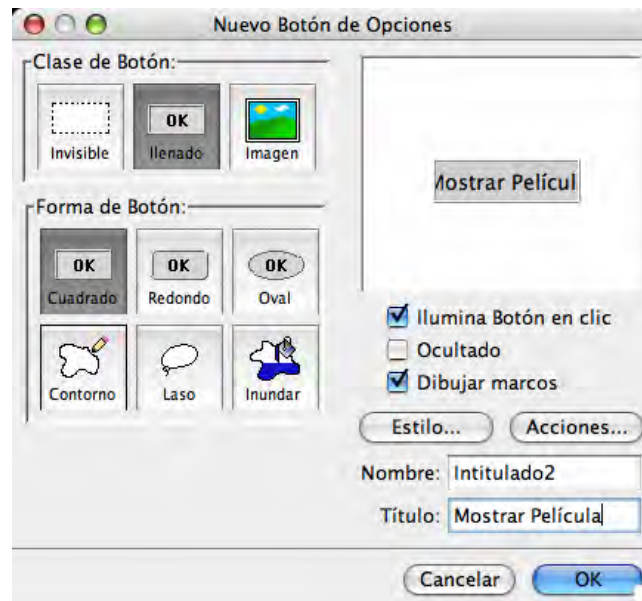 Nuevo Botón de Opciones
Clase de Botón:
Invisible
OK
llenado
Imagen
Forma de Botón:
OK
Cuadrado
OK
Redondo
OK
Oval
Contorno
Laso
Inundar
Mostrar Películ
Ilumina Botón en clic
Ocultado
Dibujar marcos
Estilo...
Acciones...
Nombre: Intitulado2
Título: Mostrar Película
Cancelar
OK